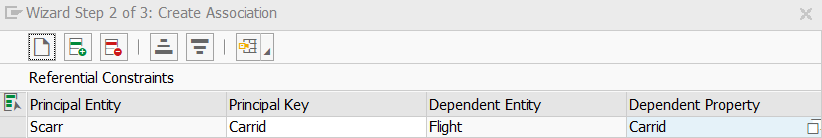 Wizard Step 2 of 3: Create Association
Referential Constraints
Principal Entity Principal Key Dependent Entity Dependent Property
Scarr Carrid Flight Carrid